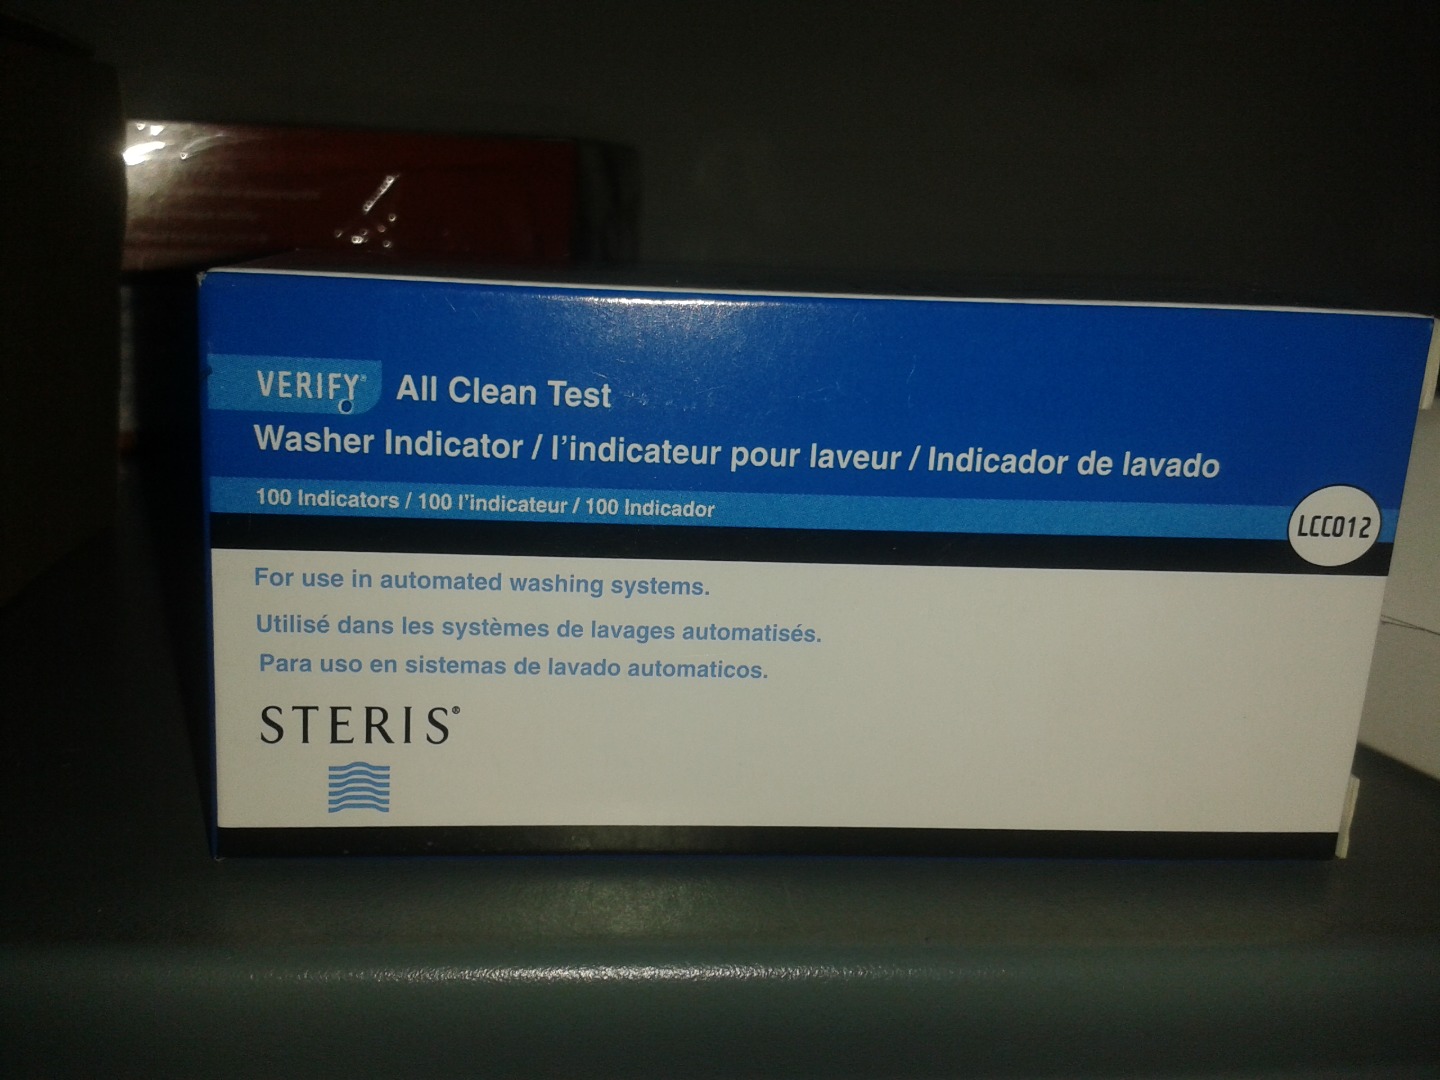 VERIFY® All Clean Test
Washer Indicator / l'indicateur pour laveur / Indicador de lavado
100 Indicators / 100 l'indicateur / 100 Indicador
LCC012
For use in automated washing systems.
Utilisé dans les systèmes de lavages automatisés.
Para uso en sistemas de lavado automaticos.
STERIS®